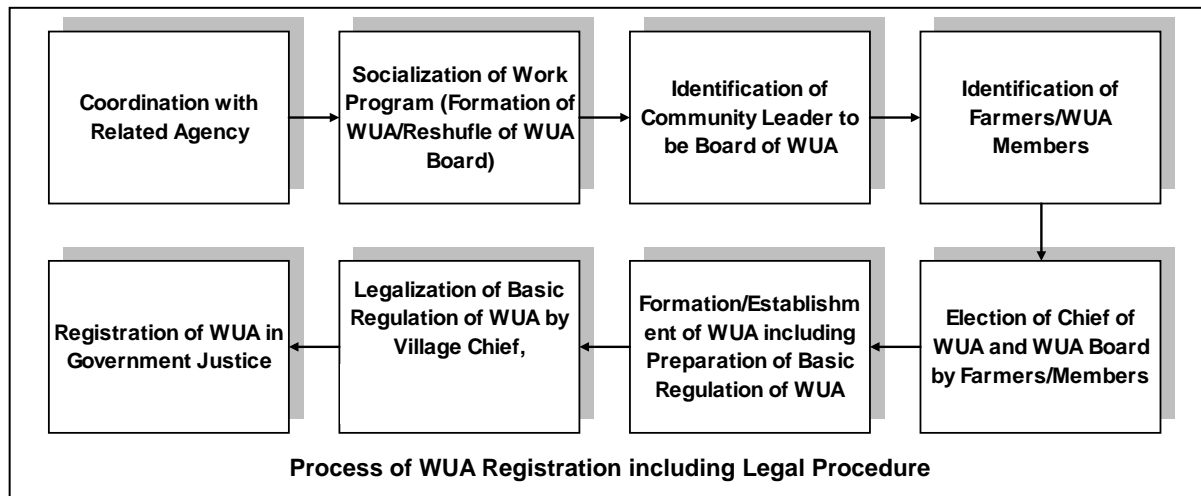 Coordination with
Related Agency
Socialization of Work
Program (Formation of
WUA/Reshufle of WUA
Board)
Identification of
Community Leader to
be Board of WUA
Identification of
Farmers/WUA
Members
Election of Chief of
WUA and WUA Board
by Farmers/Members
Formation/Establishm
ent of WUA including
Preparation of Basic
Regulation of WUA
Legalization of Basic
Regulation of WUA by
Village Chief,
Registration of WUA in
Government Justice
Process of WUA Registration including Legal Procedure